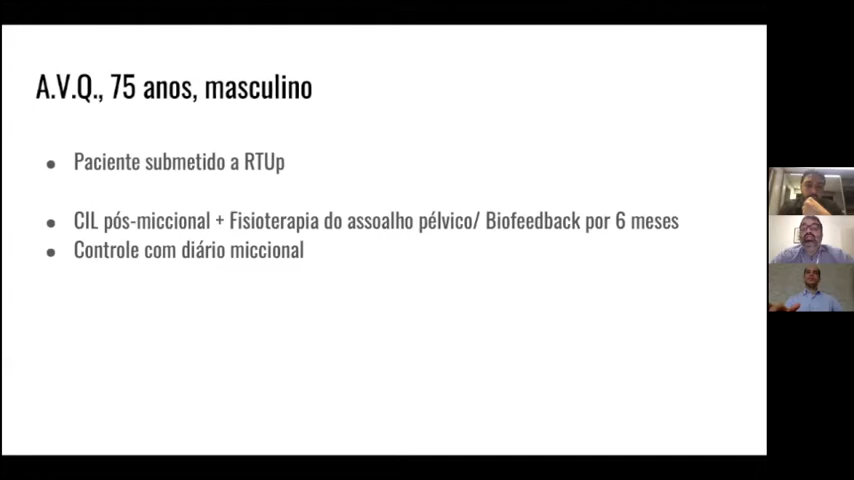 A.V.Q., 75 anos, masculino
Paciente submetido a RTUp
CIL pós-miccional + Fisioterapia do assoalho pélvico/ Biofeedback por 6 meses
Controle com diário miccional